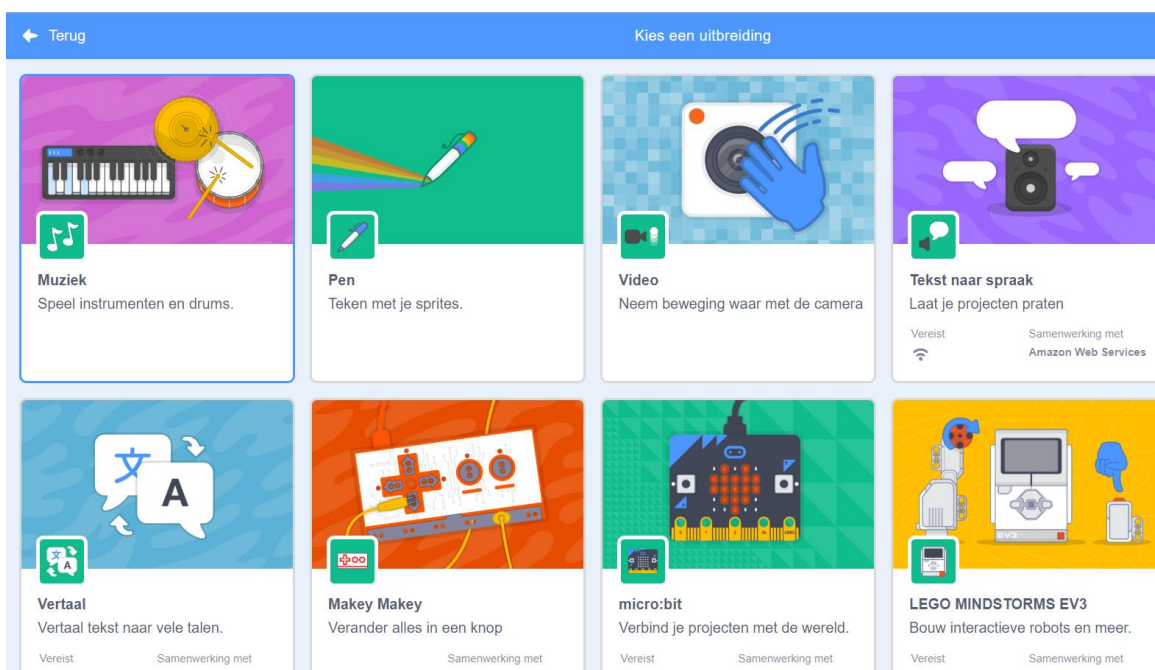 Terug
Kies een uitbreiding
Muziek
Speel instrumenten en drums.
Pen
Teken met je sprites.
Video
Neem beweging waar met de camera
Tekst naar spraak
Laat je projecten praten
Vereist
Samenwerking met
Amazon Web Services
文 A
EV3
文 A
Vertaal
Vertaal tekst naar vele talen.
Vereist
Samenwerking met
Makey Makey
Verander alles in een knop
Samenwerking met
micro:bit
Verbind je projecten met de wereld.
Vereist
Samenwerking met
LEGO MINDSTORMS EV3
Bouw interactieve robots en meer.
Vereist
Samenwerking met